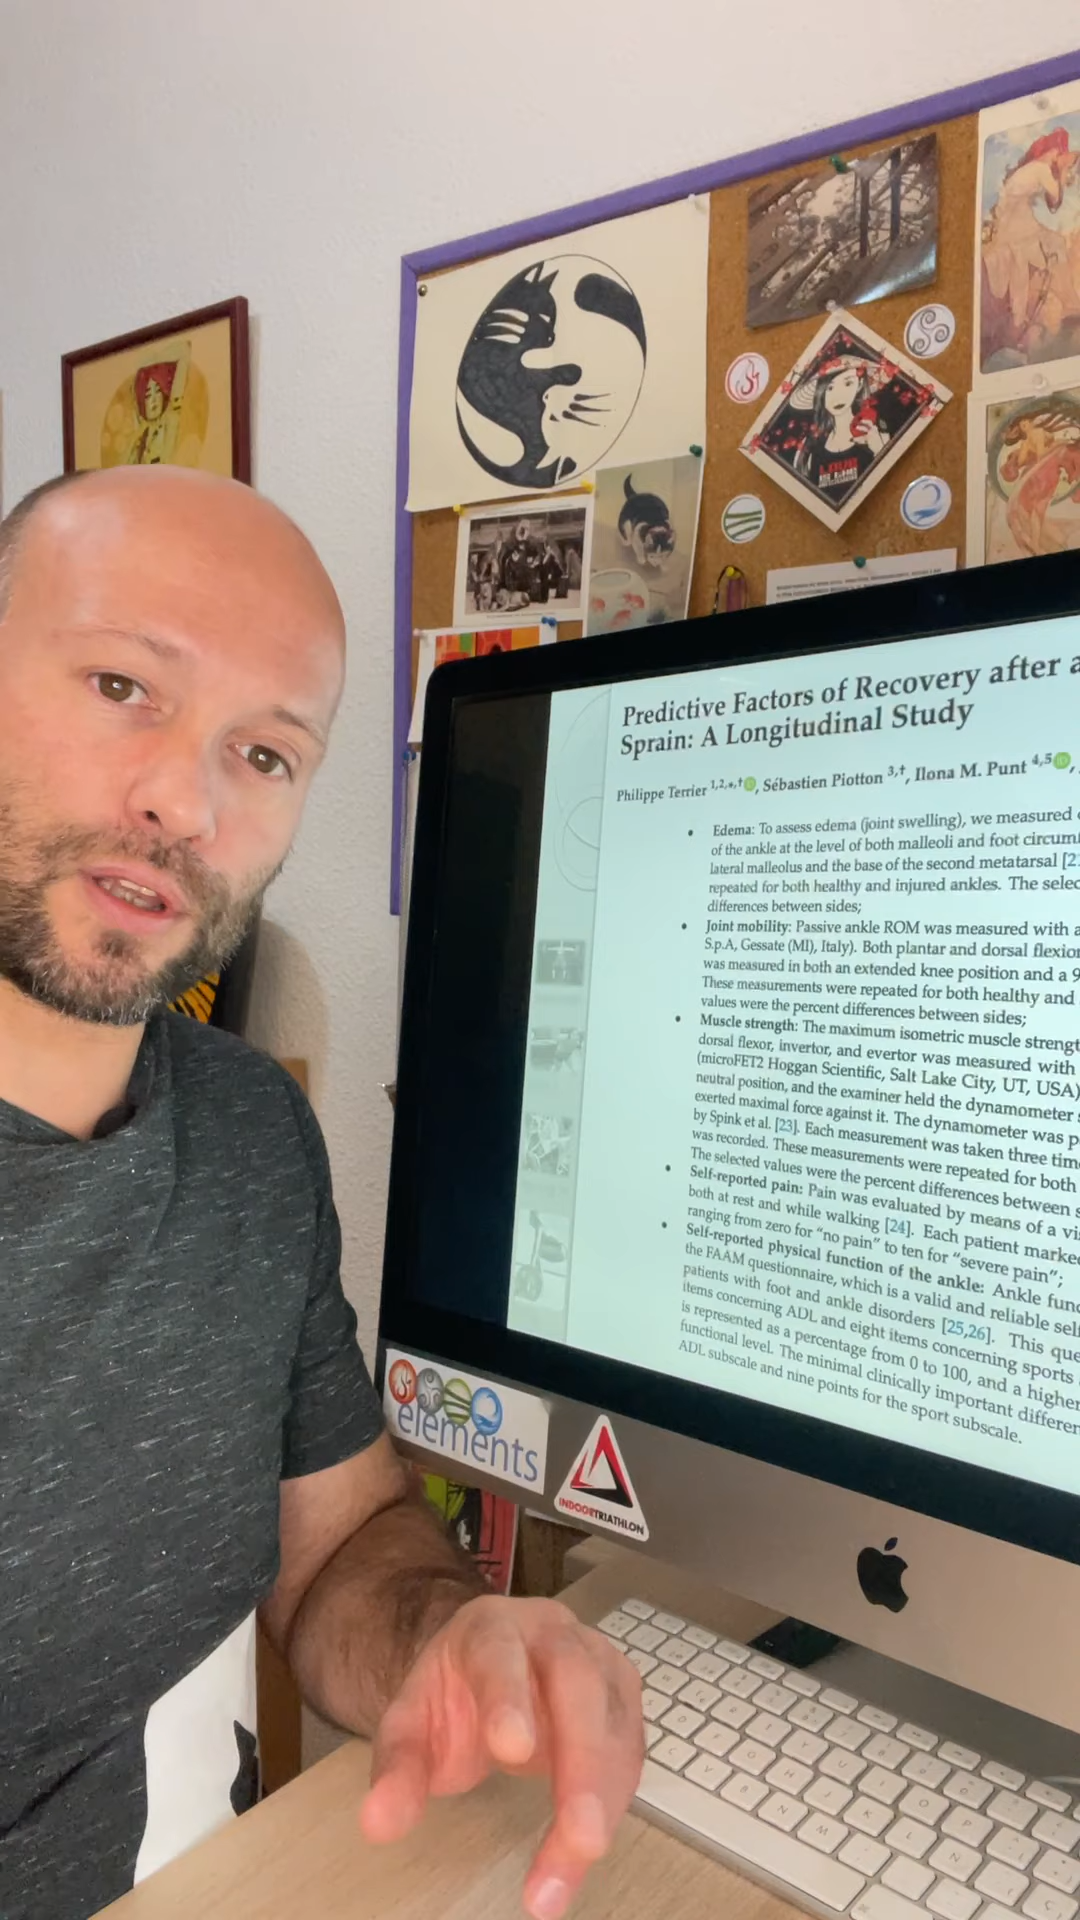 Predictive Factors of Recovery after a
Sprain: A Longitudinal Study
Philippe Terrier 1,2,*,†, Sébastien Piotton 3,†, Ilona M. Punt 4,5,
• Edema: To assess edema (joint swelling), we measured
of the ankle at the level of both malleoli and foot circum
lateral malleolus and the base of the second metatarsal [2
repeated for both healthy and injured ankles. The selec
differences between sides;
• Joint mobility: Passive ankle ROM was measured with a
S.p.A, Gessate (MI), Italy). Both plantar and dorsal flexion
was measured in both an extended knee position and a 9
These measurements were repeated for both healthy and
values were the percent differences between sides;
• Muscle strength: The maximum isometric muscle strengt
dorsal flexor, invertor, and evertor was measured with
(microFET2 Hoggan Scientific, Salt Lake City, UT, USA)
neutral position, and the examiner held the dynamometer s
exerted maximal force against it. The dynamometer was p
by Spink et al. [23]. Each measurement was taken three time
was recorded. These measurements were repeated for both
The selected values were the percent differences between s
• Self-reported pain: Pain was evaluated by means of a vi
both at rest and while walking [24]. Each patient marked
ranging from zero for "no pain" to ten for "severe pain";
• Self-reported physical function of the ankle: Ankle func
the FAAM questionnaire, which is a valid and reliable self
patients with foot and ankle disorders [25,26]. This que
items concerning ADL and eight items concerning sports
is represented as a percentage from 0 to 100, and a higher
functional level. The minimal clinically important differen
ADL subscale and nine points for the sport subscale.
elements
INDOORTRIATHLON